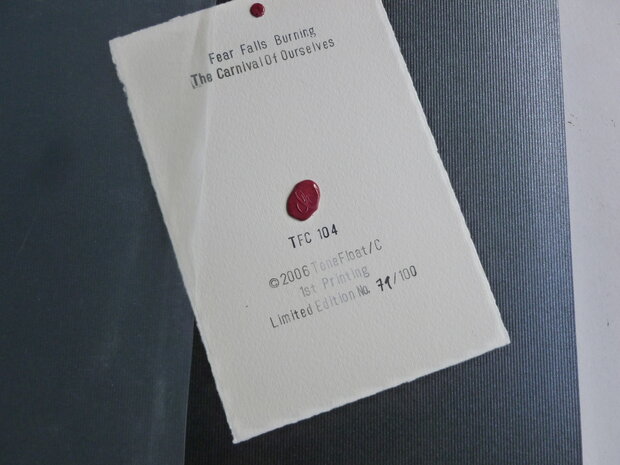 Fear Falls Burning
The Carnival Of Ourselves
TFC 104
©2006 ToneFloat/C
1st Printing
Limited Edition No. 71/100